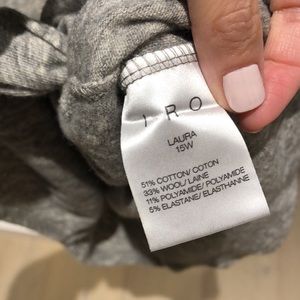 IRO
LAURA
15W
51% COTTON/ COTON
33% WOOL/ LAINE
11% POLYAMIDE/ POLYAMIDE
5% ELASTANE/ ELASTHANNE